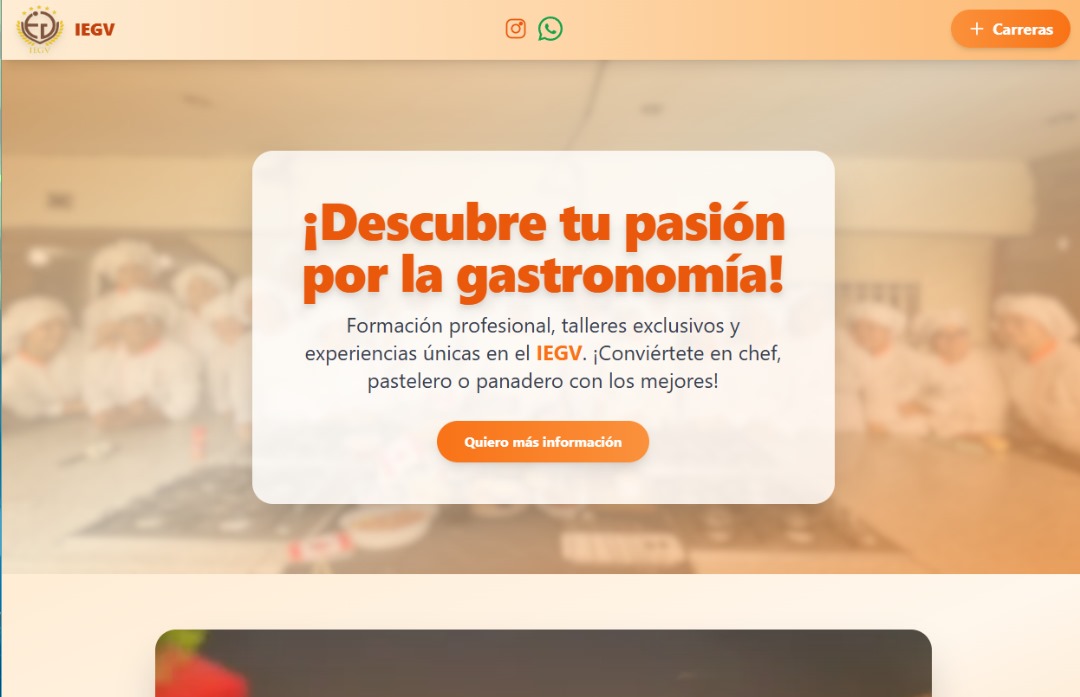 IEGV
IEGV
Carreras
¡Descubre tu pasión
por la gastronomía!
Formación profesional, talleres exclusivos y
experiencias únicas en el IEGV. ¡Conviértete en chef,
pastelero o panadero con los mejores!
Quiero más información